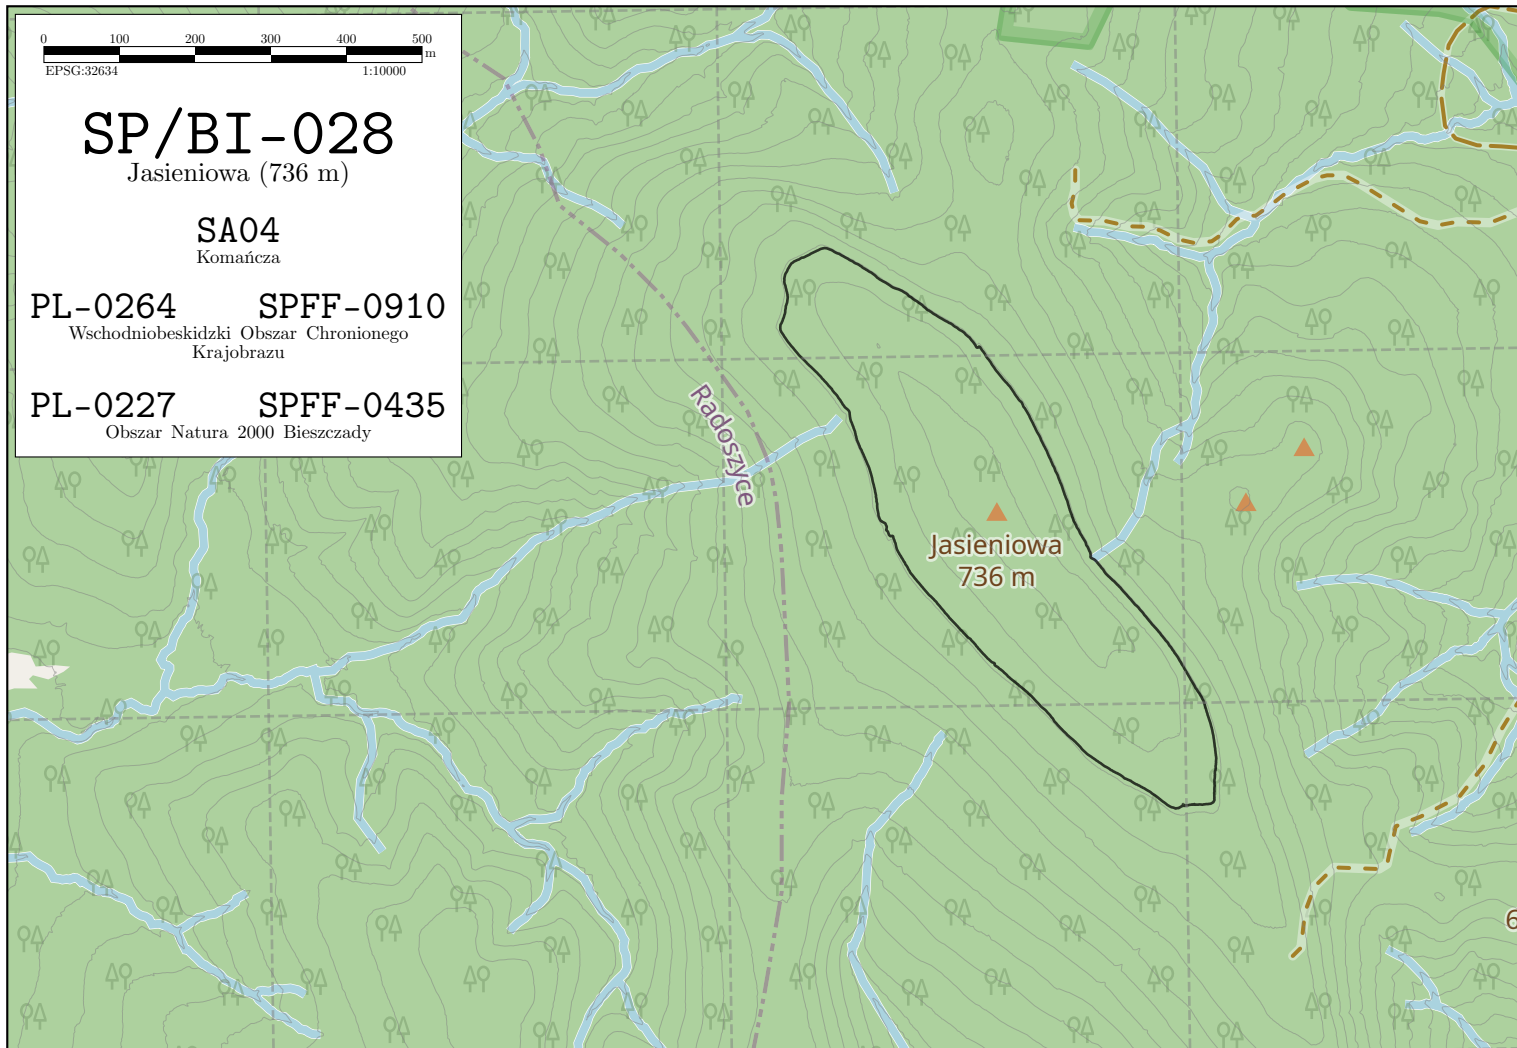 0 100 200 300 400 500
m
EPSG:32634 1:10000
SP/BI-028
Jasieniowa (736 m)
SA04
Komańcza
PL-0264 SPFF-0910
Wschodniobeskidzki Obszar Chronionego
Krajobrazu
PL-0227 SPFF-0435
Obszar Natura 2000 Bieszczady
Radoszyce
Jasieniowa
736 m
6